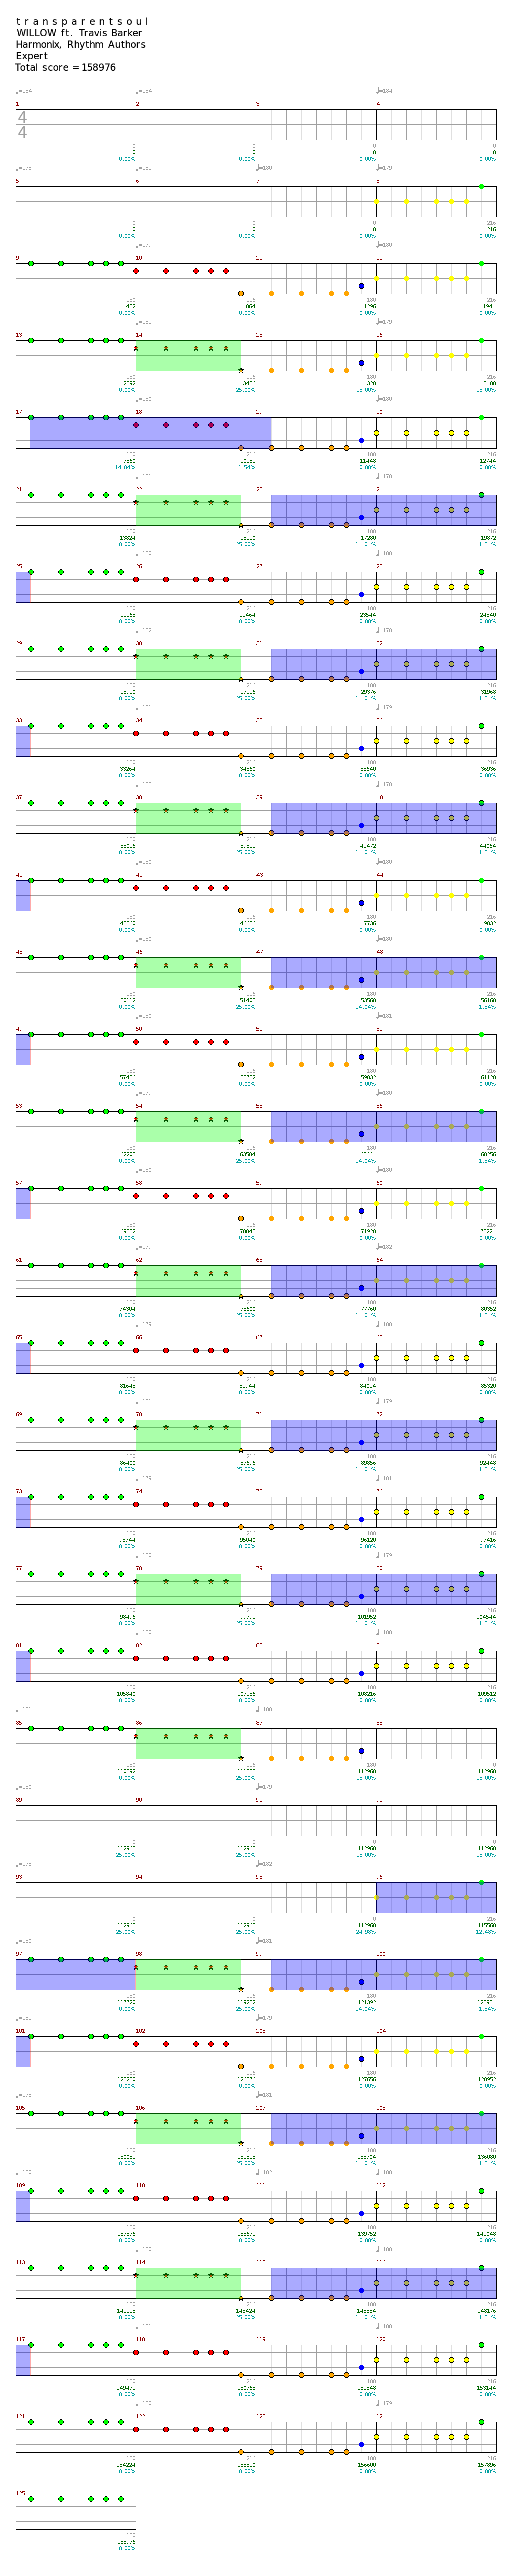 t r a n s p a r e n t s o u l
WILLOW ft. Travis Barker
Harmonix, Rhythm Authors
Expert
Total score = 158976
♩=184 ♩=184 ♩=184
1 2 3 4
4
4
0 0 0 0
0 0 0 0
0.00% 0.00% 0.00% 0.00%
♩=178 ♩=181 ♩=180 ♩=179
5 6 7 8
0 0 0 216
0 0 0 216
0.00% 0.00% 0.00% 0.00%
♩=179 ♩=180
9 10 11 12
180 216 180 216
432 864 1296 1944
0.00% 0.00% 0.00% 0.00%
♩=181 ♩=179
13 14 15 16
180 216 180 216
2592 3456 4320 5400
0.00% 25.00% 25.00% 25.00%
♩=180 ♩=180
17 18 19 20
180 216 180 216
7560 10152 11448 12744
14.04% 1.54% 0.00% 0.00%
♩=181 ♩=180
21 22 23 24
180 216 180 216
13824 15120 17280 19872
0.00% 25.00% 14.04% 1.54%
♩=180 ♩=180
25 26 27 28
180 216 180 216
21168 22464 23544 24840
0.00% 0.00% 0.00% 0.00%
♩=182 ♩=178
29 30 31 32
180 216 180 216
25920 27216 29376 31968
0.00% 25.00% 14.04% 1.54%
♩=181 ♩=179
33 34 35 36
180 216 180 216
33264 34560 35640 36936
0.00% 0.00% 0.00% 0.00%
♩=183 ♩=178
37 38 39 40
180 216 180 216
38016 39312 41472 44064
0.00% 25.00% 14.04% 1.54%
♩=180 ♩=180
41 42 43 44
180 216 180 216
45360 46656 47736 49032
0.00% 0.00% 0.00% 0.00%
♩=180 ♩=180
45 46 47 48
180 216 180 216
50112 51408 53568 56160
0.00% 25.00% 14.04% 1.54%
♩=180 ♩=181
49 50 51 52
180 216 180 216
57456 58752 59832 61128
0.00% 0.00% 0.00% 0.00%
♩=179 ♩=180
53 54 55 56
180 216 180 216
62208 63504 65664 68256
0.00% 25.00% 14.04% 1.54%
♩=180 ♩=180
57 58 59 60
180 216 180 216
69552 70848 71928 73224
0.00% 0.00% 0.00% 0.00%
♩=179 ♩=182
61 62 63 64
180 216 180 216
74304 75600 77760 80352
0.00% 25.00% 14.04% 1.54%
♩=179 ♩=180
65 66 67 68
180 216 180 216
81648 82944 84024 85320
0.00% 0.00% 0.00% 0.00%
♩=181 ♩=179
69 70 71 72
180 216 180 216
86400 87696 89856 92448
0.00% 25.00% 14.04% 1.54%
♩=179 ♩=181
73 74 75 76
180 216 180 216
93744 95040 96120 97416
0.00% 0.00% 0.00% 0.00%
♩=180 ♩=180
77 78 79 80
180 216 180 216
98496 99792 101952 104544
0.00% 25.00% 14.04% 1.54%
♩=180 ♩=180
81 82 83 84
180 216 180 216
105840 107136 108216 109512
0.00% 0.00% 0.00% 0.00%
♩=181 ♩=180
85 86 87 88
180 216 180 0
110592 111888 112968 112968
0.00% 25.00% 25.00% 25.00%
♩=180 ♩=179
89 90 91 92
0 0 0 0
112968 112968 112968 112968
25.00% 25.00% 25.00% 25.00%
♩=178 ♩=182
93 94 95 96
0 0 0 216
112968 112968 112968 115560
25.00% 25.00% 24.98% 12.48%
♩=180 ♩=181
97 98 99 100
180 216 180 216
117720 119232 121392 123984
0.00% 25.00% 14.04% 1.54%
♩=181 ♩=179
101 102 103 104
180 216 180 216
125280 126576 127656 128952
0.00% 0.00% 0.00% 0.00%
♩=178 ♩=181
105 106 107 108
180 216 180 216
130032 131328 133704 136080
0.00% 25.00% 14.04% 1.54%
♩=180 ♩=182 ♩=180
109 110 111 112
180 216 180 216
137376 138672 139752 141048
0.00% 0.00% 0.00% 0.00%
♩=180 ♩=180
113 114 115 116
180 216 180 216
142128 143424 145584 148176
0.00% 25.00% 14.04% 1.54%
♩=181 ♩=180
117 118 119 120
180 216 180 216
149472 150768 151848 153144
0.00% 0.00% 0.00% 0.00%
♩=180 ♩=179
121 122 123 124
180 216 180 216
154224 155520 156600 157896
0.00% 0.00% 0.00% 0.00%
125
180
158976
0.00%